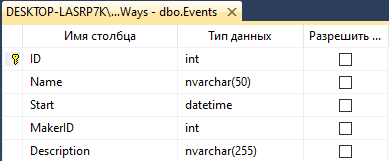 DESKTOP-LASRP7K\...Ways - dbo.Events
Имя столбца Тип данных Разрешить ...
ID int
Name nvarchar(50)
Start datetime
MakerID int
Description nvarchar(255)